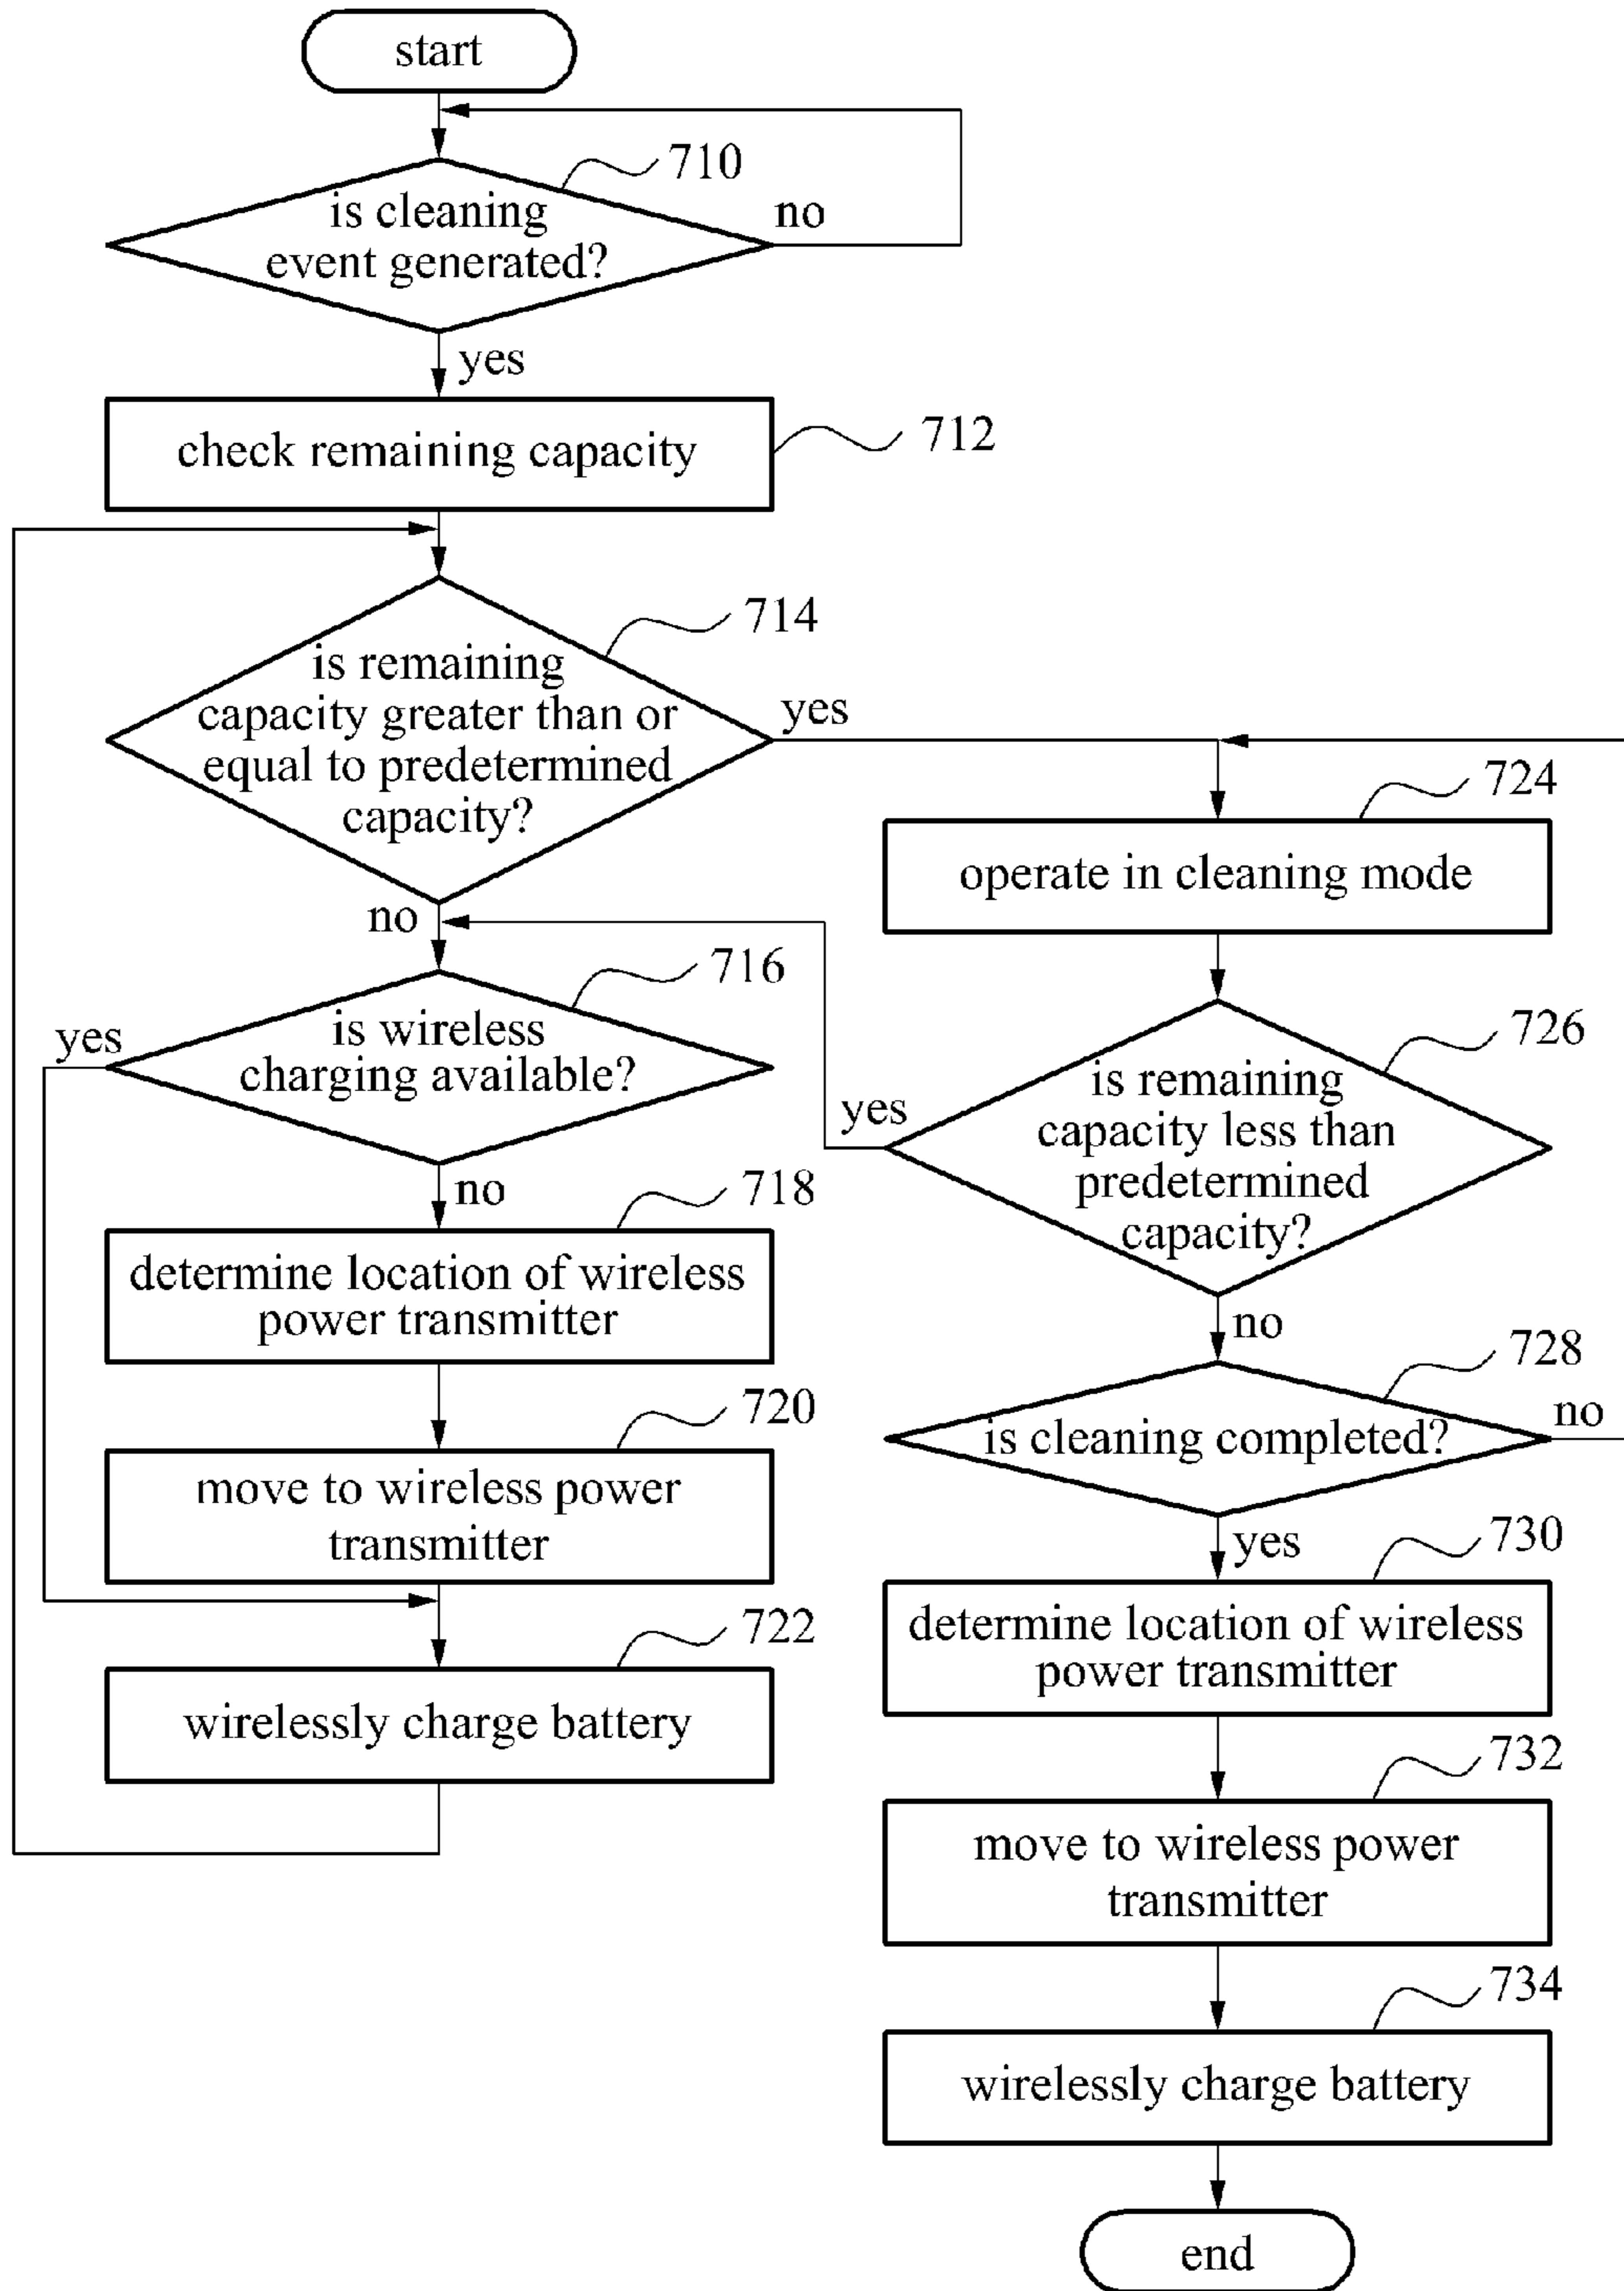 start
710
is cleaning
event generated?
no
yes
check remaining capacity
712
714
is remaining
capacity greater than or
equal to predetermined
capacity?
yes
no
716
is wireless
charging available?
yes
no
718
determine location of wireless
power transmitter
720
move to wireless power
transmitter
722
wirelessly charge battery
724
operate in cleaning mode
726
is remaining
capacity less than
predetermined
capacity?
yes
no
728
is cleaning completed?
no
yes
730
determine location of wireless
power transmitter
732
move to wireless power
transmitter
734
wirelessly charge battery
end